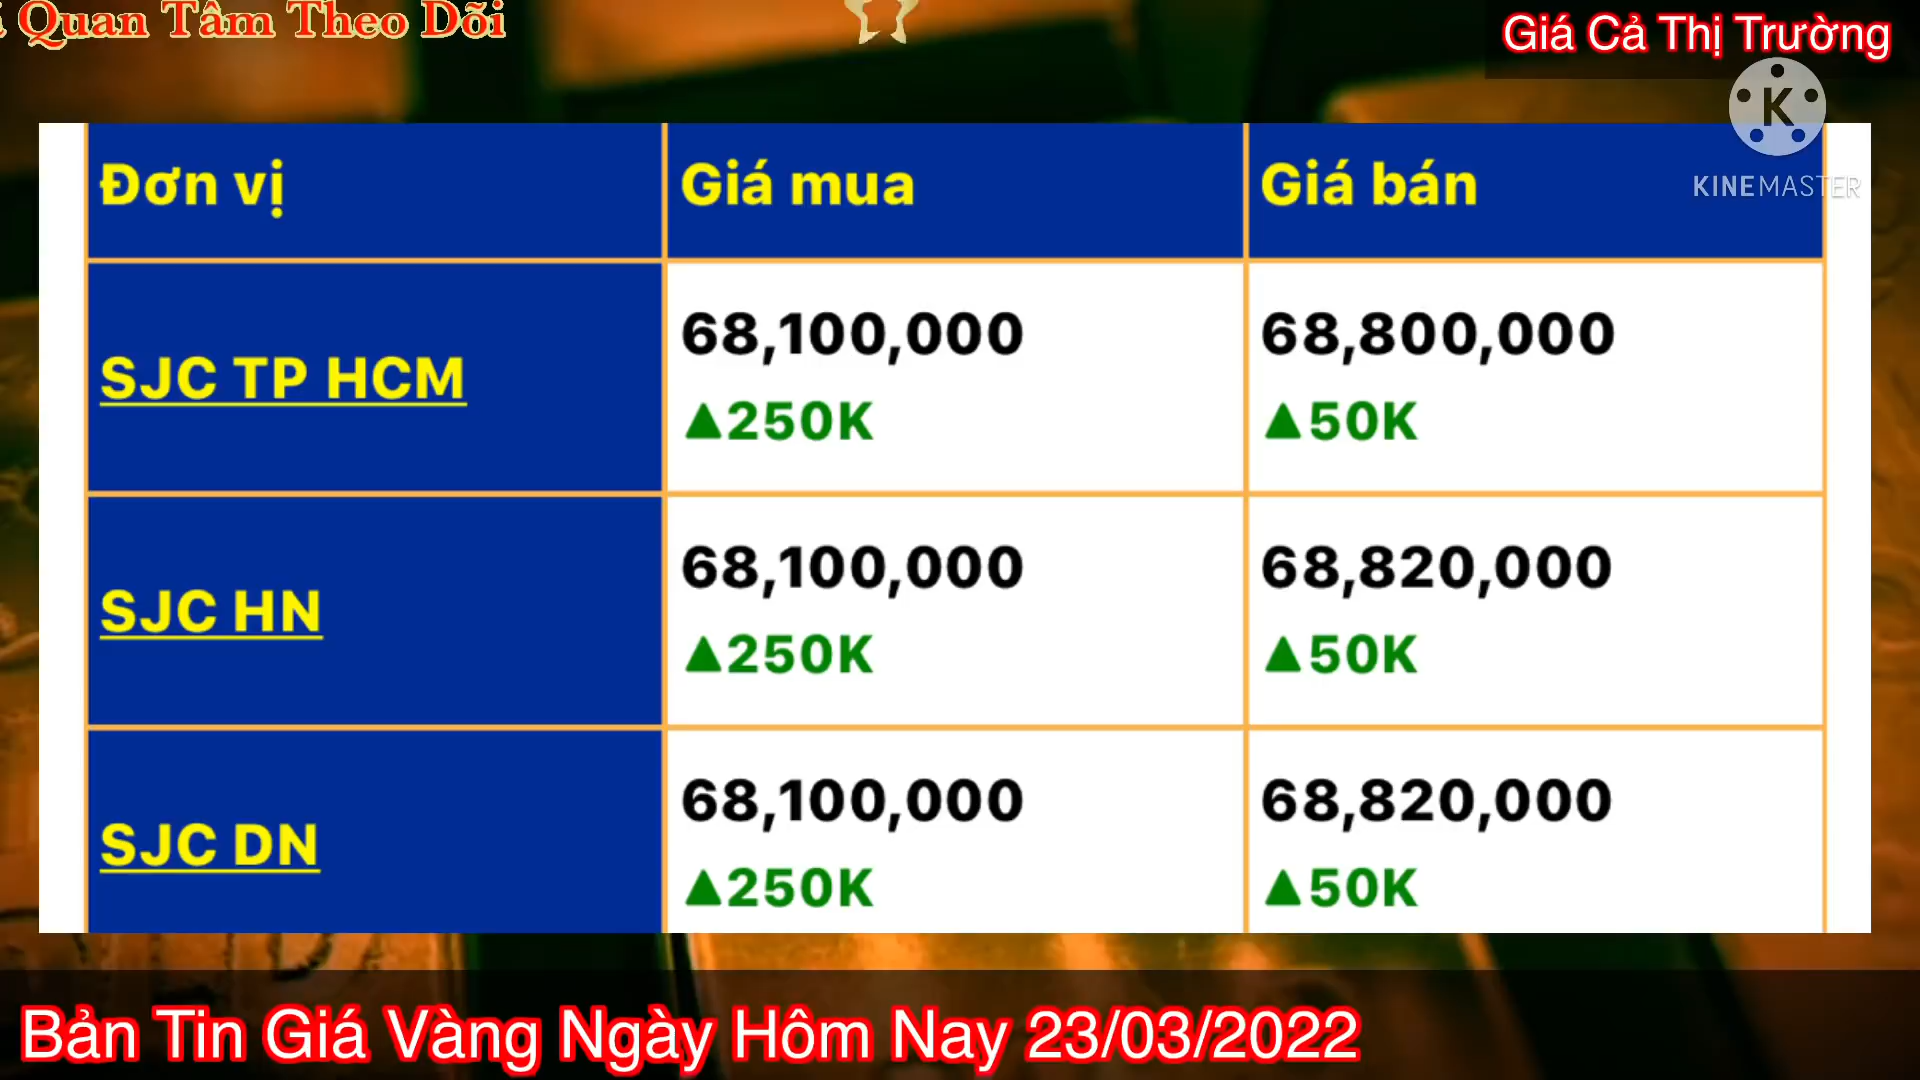 Quan Tâm Theo Dõi
Giá Cả Thị Trường
K
KINEMASTER
Đơn vị Giá mua Giá bán
SJC TP HCM 68,100,000 68,800,000
▲250K ▲50K
SJC HN 68,100,000 68,820,000
▲250K ▲50K
SJC DN 68,100,000 68,820,000
▲250K ▲50K
Bản Tin Giá Vàng Ngày Hôm Nay 23/03/2022